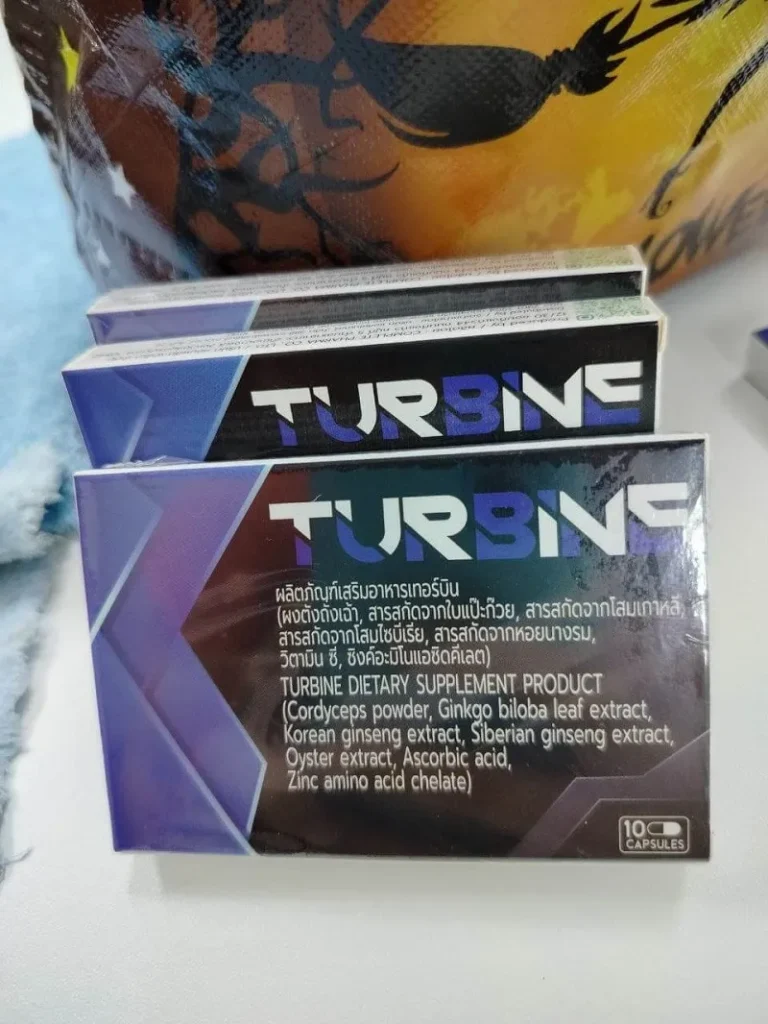 TURBINE
TURBINE
ผลิตภัณฑ์เสริมอาหารเทอร์บิน
(ผงตังถั่งเฉ้า, สารสกัดจากใบแป๊ะก๊วย, สารสกัดจากโสมเกาหลี,
สารสกัดจากโสมไซบีเรีย, สารสกัดจากหอยนางรม,
วิตามิน ซี, ซิงค์อะมิโนแอซิดคีเลต)
TURBINE DIETARY SUPPLEMENT PRODUCT
(Cordyceps powder, Ginkgo biloba leaf extract,
Korean ginseng extract, Siberian ginseng extract,
Oyster extract, Ascorbic acid,
Zinc amino acid chelate)
10
CAPSULES